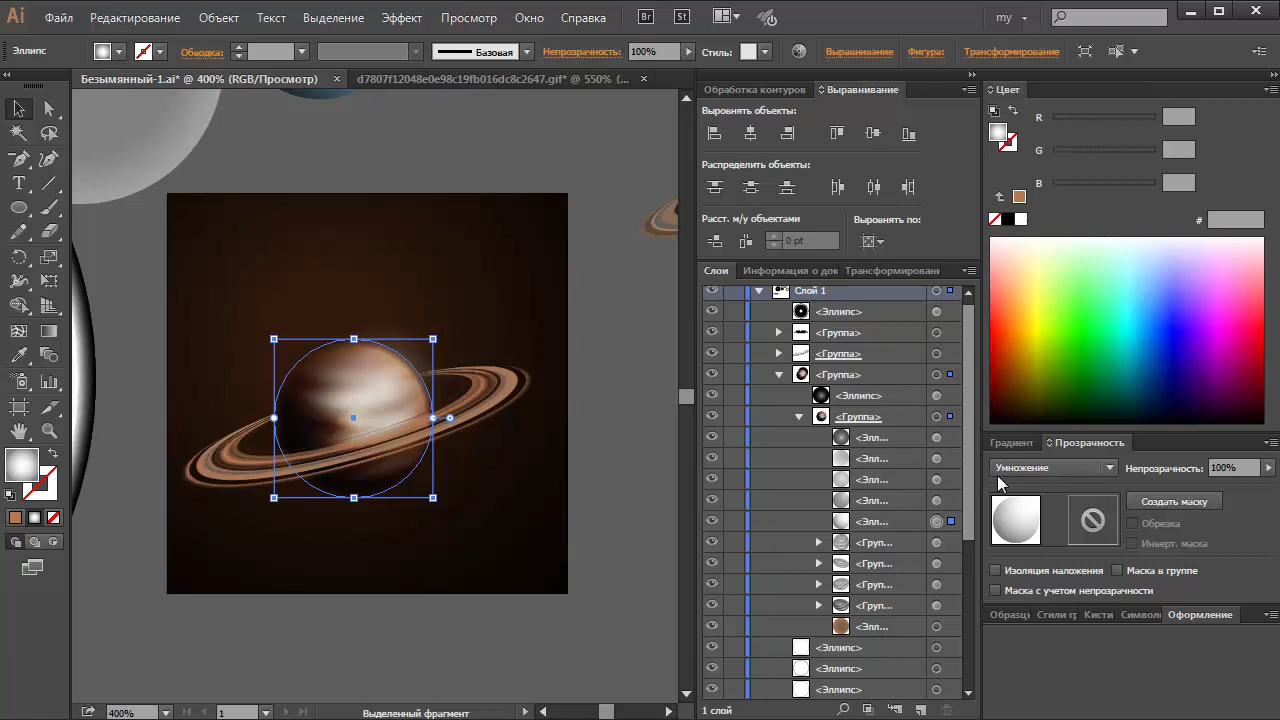 Ai Файл Редактирование Объект Текст Выделение Эффект Просмотр Окно Справка Br St my
Эллипс Обводка: Базовая Непрозрачность: 100% Стиль: Выравнивание Фигура: Трансформирование
Безымянный-1.ai* @ 400% (RGB/Просмотр) × d7807f12048e0e98c19fb016dc8c2647.gif* @ 550% (... ×
Обработка контуров Выравнивание Цвет
Выровнять объекты:
R
G
Распределить объекты:
B
Расст. м/у объектами Выровнять по:
#
0 pt
Слои Информация о док Трансформировани
Слой 1
<Эллипс>
<Группа>
<Группа>
<Группа>
<Эллипс>
<Группа>
<Элл...
<Элл...
<Элл...
<Элл...
<Элл...
<Груп...
<Груп...
<Груп...
<Груп...
<Элл...
<Эллипс>
<Эллипс>
<Эллипс>
1 слой
Градиент Прозрачность
Умножение Непрозрачность: 100%
Создать маску
Обрезка
Инверт. маска
Изоляция наложения Маска в группе
Маска с учетом непрозрачности
Образц Стили гр Кисти Символ Оформление
400% 1 Выделенный фрагмент